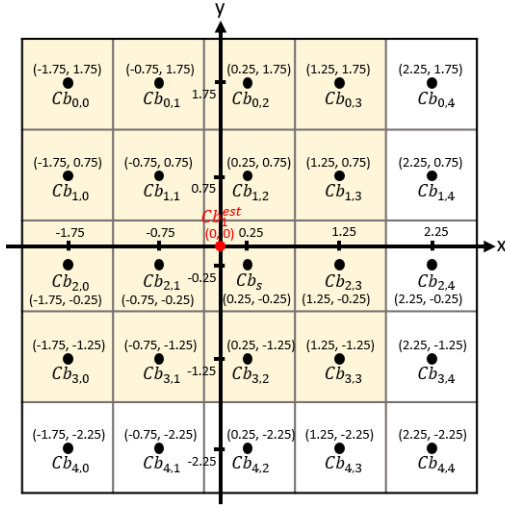 y
(-1.75, 1.75) (-0.75, 1.75) (0.25, 1.75) (1.25, 1.75) (2.25, 1.75)
1.75
Cb0,0 Cb0,1 Cb0,2 Cb0,3 Cb0,4
(-1.75, 0.75) (-0.75, 0.75) (0.25, 0.75) (1.25, 0.75) (2.25, 0.75)
0.75
Cb1,0 Cb1,1 Cb1,2 Cb1,3 Cb1,4
Cb1est
-1.75 -0.75 (0,0) 0.25 1.25 2.25
x
-0.25
Cb2,0 Cb2,1 Cbs Cb2,3 Cb2,4
(-1.75, -0.25) (-0.75, -0.25) (0.25, -0.25) (1.25, -0.25) (2.25, -0.25)
(-1.75, -1.25) (-0.75, -1.25) (0.25, -1.25) (1.25, -1.25) (2.25, -1.25)
-1.25
Cb3,0 Cb3,1 Cb3,2 Cb3,3 Cb3,4
(-1.75, -2.25) (-0.75, -2.25) (0.25, -2.25) (1.25, -2.25) (2.25, -2.25)
-2.25
Cb4,0 Cb4,1 Cb4,2 Cb4,3 Cb4,4